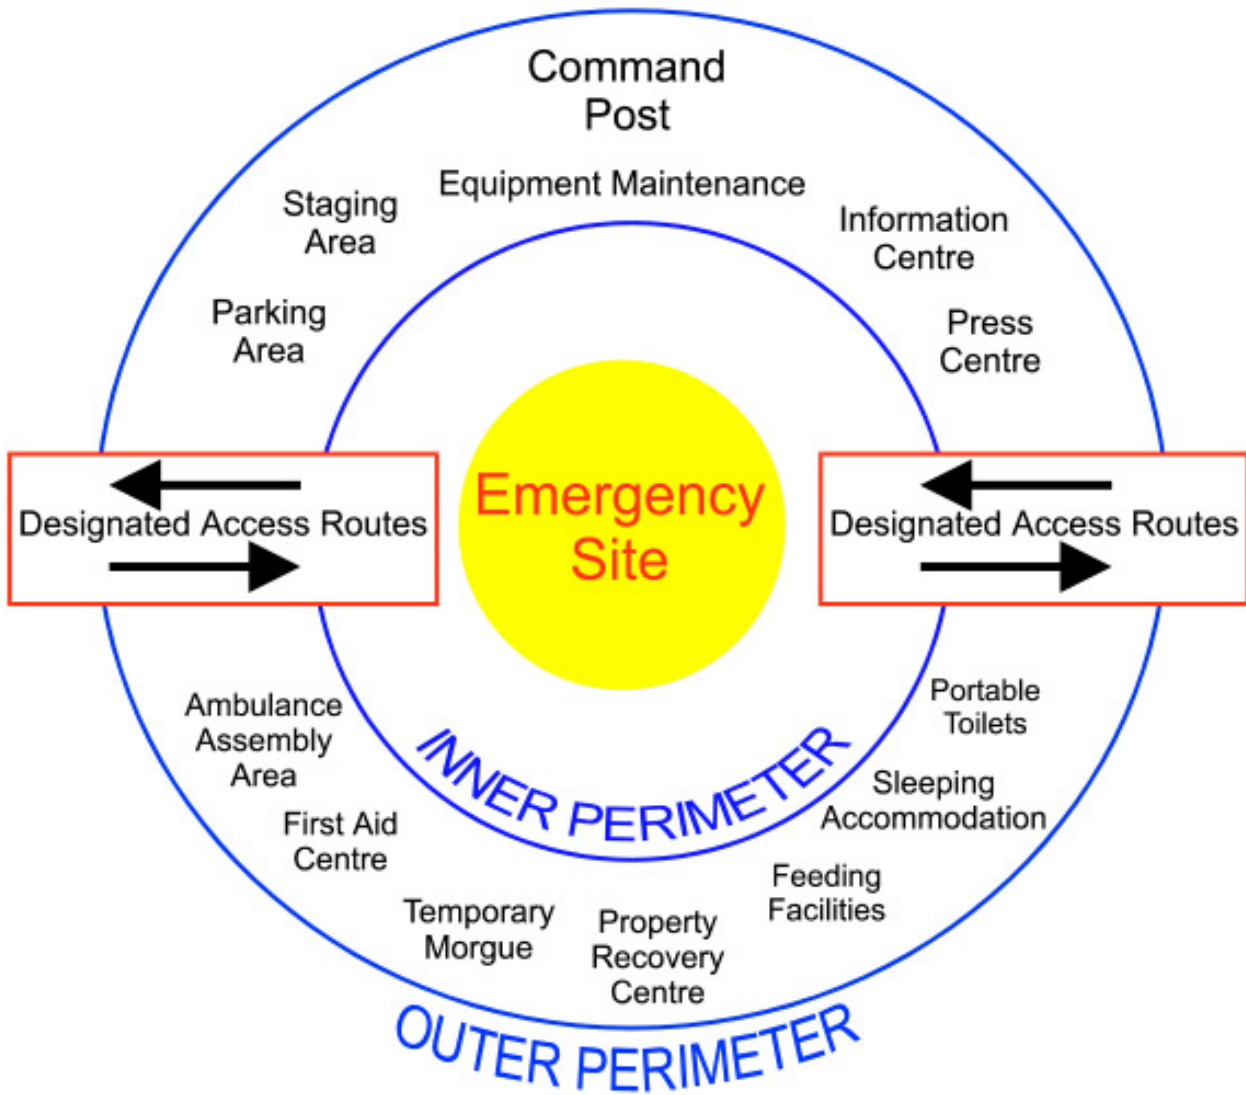 Command
Post
Equipment Maintenance
Staging
Area
Information
Centre
Parking
Area
Press
Centre
Designated Access Routes
Emergency
Site
Designated Access Routes
Ambulance
Assembly
Area
Portable
Toilets
INNER PERIMETER
Sleeping
Accommodation
First Aid
Centre
Feeding
Facilities
Temporary
Morgue
Property
Recovery
Centre
OUTER PERIMETER